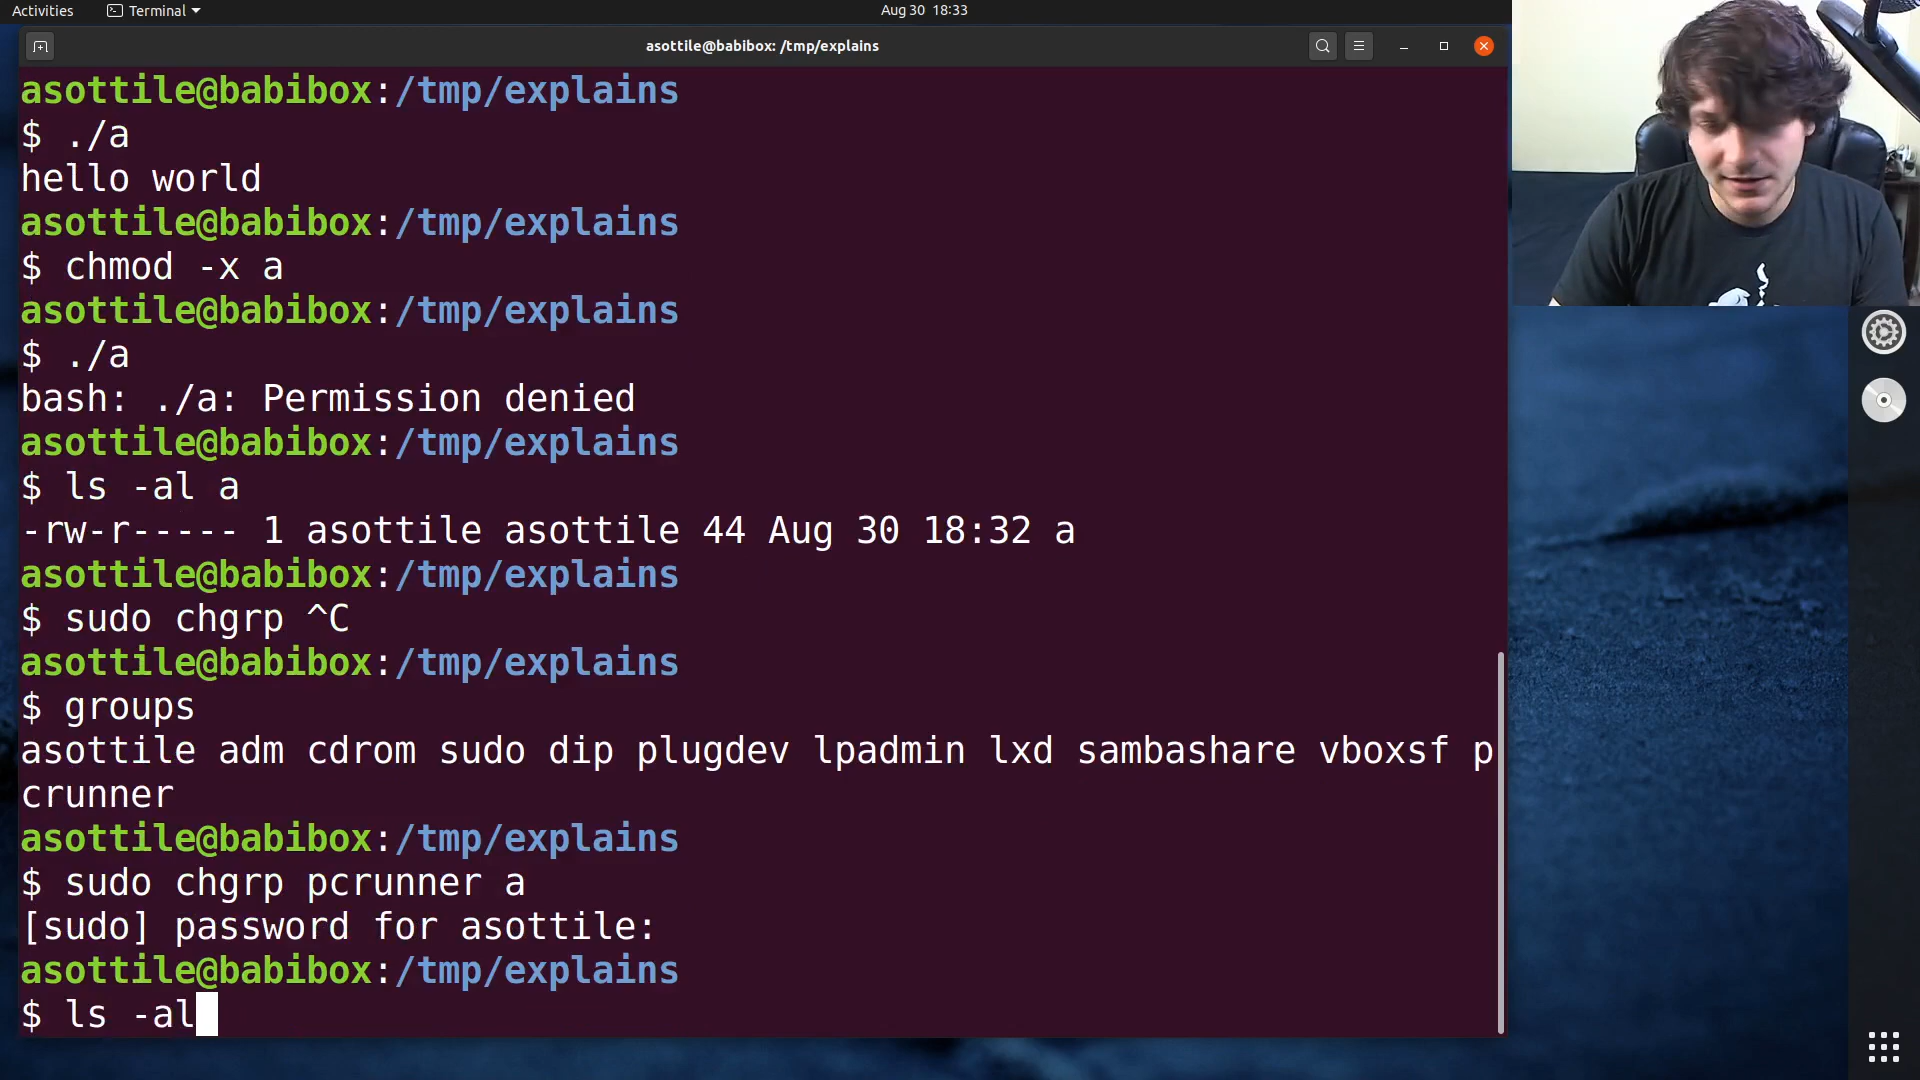 Activities Terminal Aug 30 18:33
asottile@babibox: /tmp/explains
asottile@babibox:/tmp/explains
$ ./a
hello world
asottile@babibox:/tmp/explains
$ chmod -x a
asottile@babibox:/tmp/explains
$ ./a
bash: ./a: Permission denied
asottile@babibox:/tmp/explains
$ ls -al a
-rw-r----- 1 asottile asottile 44 Aug 30 18:32 a
asottile@babibox:/tmp/explains
$ sudo chgrp ^C
asottile@babibox:/tmp/explains
$ groups
asottile adm cdrom sudo dip plugdev lpadmin lxd sambashare vboxsf p
crunner
asottile@babibox:/tmp/explains
$ sudo chgrp pcrunner a
[sudo] password for asottile:
asottile@babibox:/tmp/explains
$ ls -al